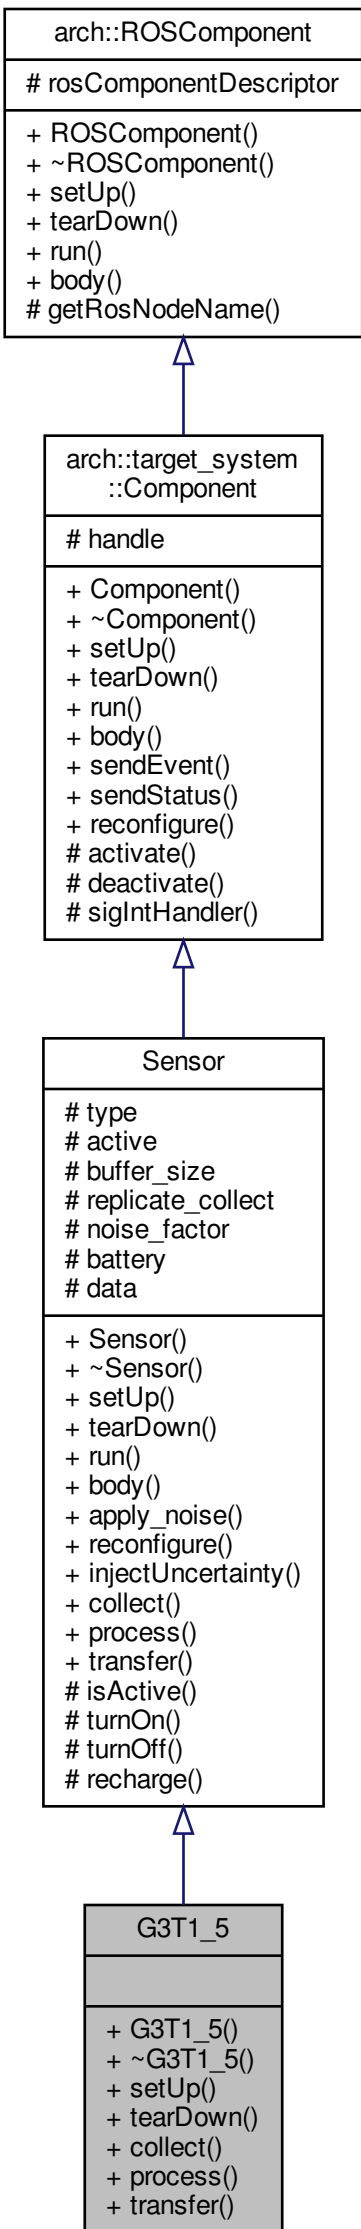 arch::ROSComponent
# rosComponentDescriptor
+ ROSComponent()
+ ~ROSComponent()
+ setUp()
+ tearDown()
+ run()
+ body()
# getRosNodeName()
arch::target_system
::Component
# handle
+ Component()
+ ~Component()
+ setUp()
+ tearDown()
+ run()
+ body()
+ sendEvent()
+ sendStatus()
+ reconfigure()
# activate()
# deactivate()
# sigIntHandler()
Sensor
# type
# active
# buffer_size
# replicate_collect
# noise_factor
# battery
# data
+ Sensor()
+ ~Sensor()
+ setUp()
+ tearDown()
+ run()
+ body()
+ apply_noise()
+ reconfigure()
+ injectUncertainty()
+ collect()
+ process()
+ transfer()
# isActive()
# turnOn()
# turnOff()
# recharge()
G3T1_5
+ G3T1_5()
+ ~G3T1_5()
+ setUp()
+ tearDown()
+ collect()
+ process()
+ transfer()